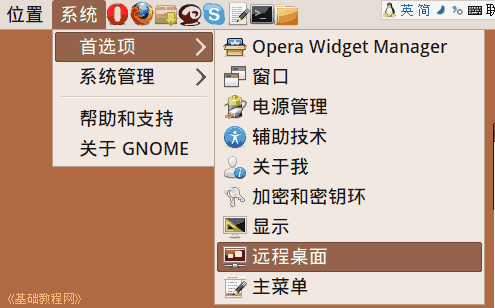 位置 系统
英 简
首选项
系统管理
帮助和支持
关于 GNOME
Opera Widget Manager
窗口
电源管理
辅助技术
关于我
加密和密钥环
显示
远程桌面
主菜单
《基础教程网》